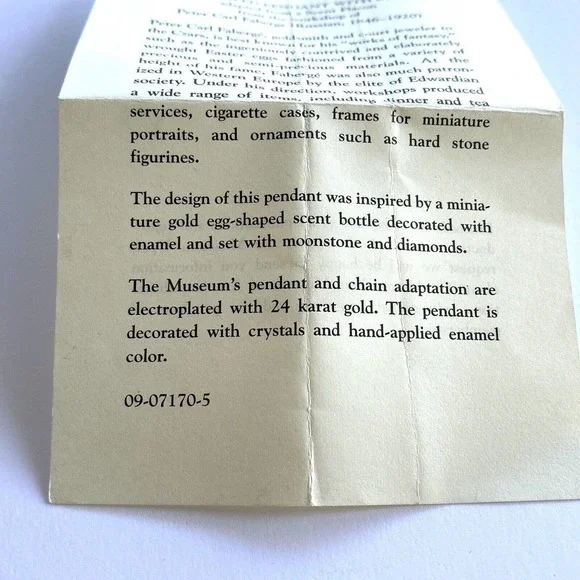 PENDANT WITH
a Scent Bottle
Peter Carl Fabergé, workshop of
Russian, 1846–1920
Peter Carl Fabergé, goldsmith and court jeweler to
the Czars, is best known for his "works of fantasy,"
such as the ingeniously contrived and elaborately
wrought Easter eggs fashioned from a variety of
precious and semiprecious materials. At the
height of his fame, Fabergé was also much patron-
ized in Western Europe by the elite of Edwardian
society. Under his direction, workshops produced
a wide range of items, including dinner and tea
services, cigarette cases, frames for miniature
portraits, and ornaments such as hard stone
figurines.
The design of this pendant was inspired by a minia-
ture gold egg-shaped scent bottle decorated with
enamel and set with moonstone and diamonds.
The Museum's pendant and chain adaptation are
electroplated with 24 karat gold. The pendant is
decorated with crystals and hand-applied enamel
color.
09-07170-5